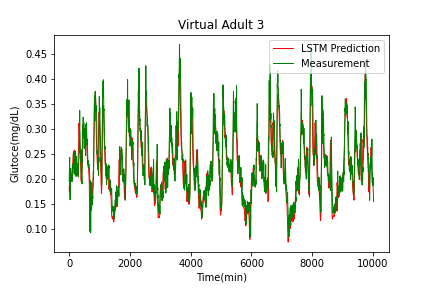 Virtual Adult 3
LSTM Prediction
Measurement
0.45
0.40
0.35
0.30
0.25
0.20
0.15
0.10
Glutoce(mg/dL)
0
2000
4000
6000
8000
10000
Time(min)